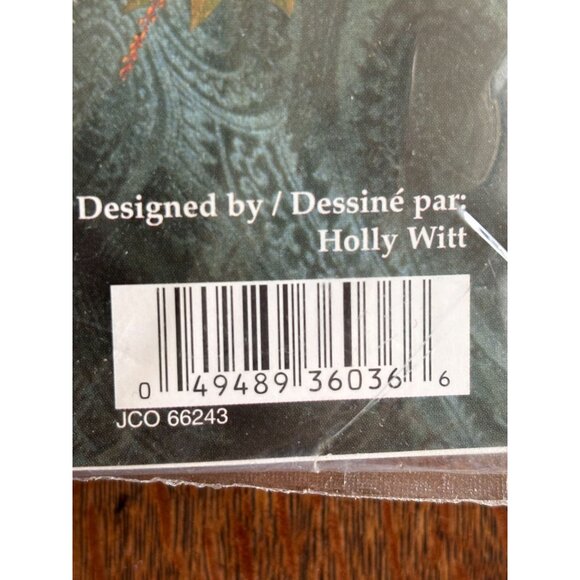 Designed by / Dessiné par:
Holly Witt
0 49489 36036 6
JCO 66243